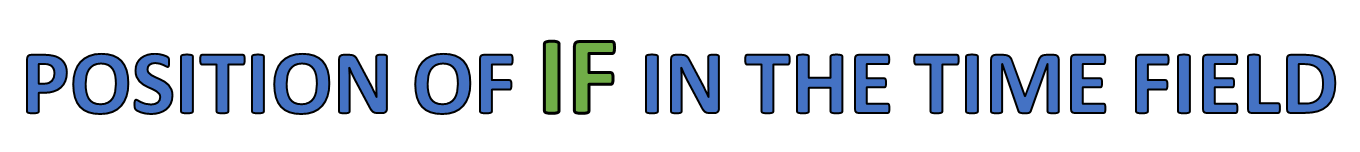 POSITION OF IF IN THE TIME FIELD